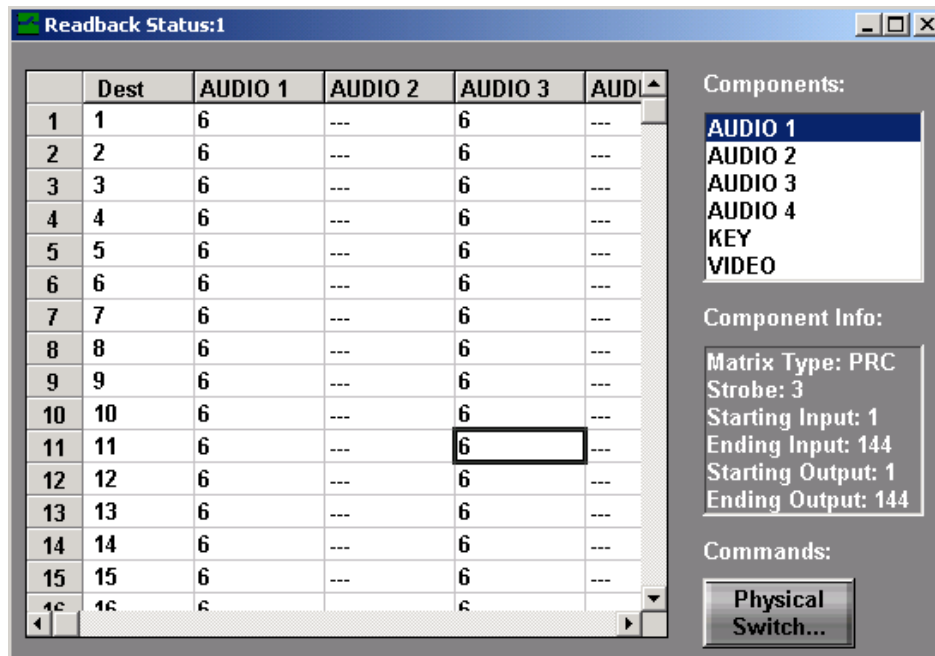 Readback Status:1
Dest AUDIO 1 AUDIO 2 AUDIO 3 AUDI
1 1 6 --- 6 ---
2 2 6 --- 6 ---
3 3 6 --- 6 ---
4 4 6 --- 6 ---
5 5 6 --- 6 ---
6 6 6 --- 6 ---
7 7 6 --- 6 ---
8 8 6 --- 6 ---
9 9 6 --- 6 ---
10 10 6 --- 6 ---
11 11 6 --- 6 ---
12 12 6 --- 6 ---
13 13 6 --- 6 ---
14 14 6 --- 6 ---
15 15 6 --- 6 ---
16 16 6 6
Components:
AUDIO 1
AUDIO 2
AUDIO 3
AUDIO 4
KEY
VIDEO
Component Info:
Matrix Type: PRC
Strobe: 3
Starting Input: 1
Ending Input: 144
Starting Output: 1
Ending Output: 144
Commands:
Physical
Switch...